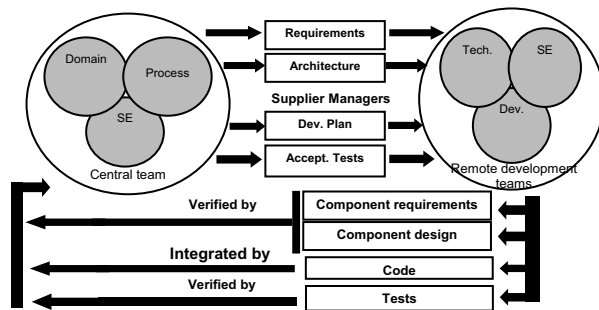 Requirements
Architecture
Supplier Managers
Dev. Plan
Accept. Tests
Domain
Process
SE
Central team
Tech.
SE
Dev.
Remote development
teams
Verified by
Component requirements
Component design
Integrated by
Code
Verified by
Tests